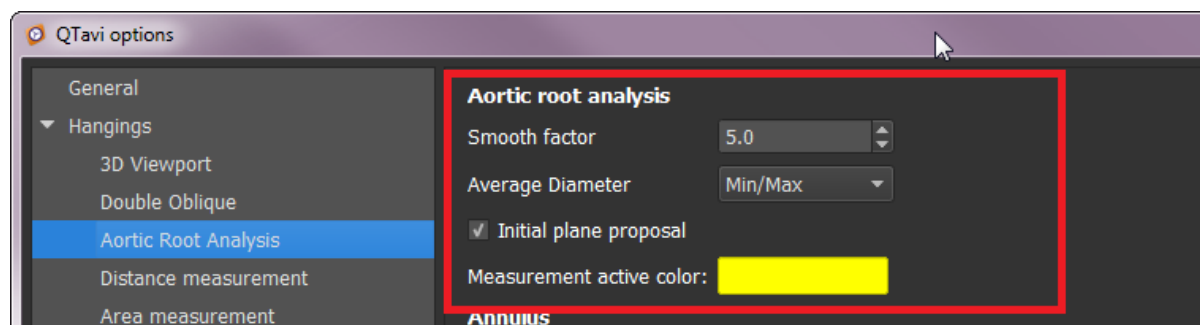 QTavi options
General
Hangings
3D Viewport
Double Oblique
Aortic Root Analysis
Distance measurement
Area measurement
Aortic root analysis
Smooth factor 5.0
Average Diameter Min/Max
Initial plane proposal
Measurement active color:
Annulus